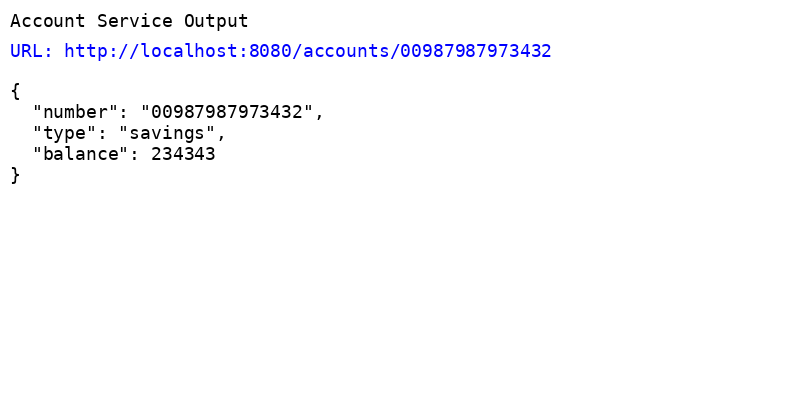 Account Service Output
URL: http://localhost:8080/accounts/00987987973432
{
  "number": "00987987973432",
  "type": "savings",
  "balance": 234343
}